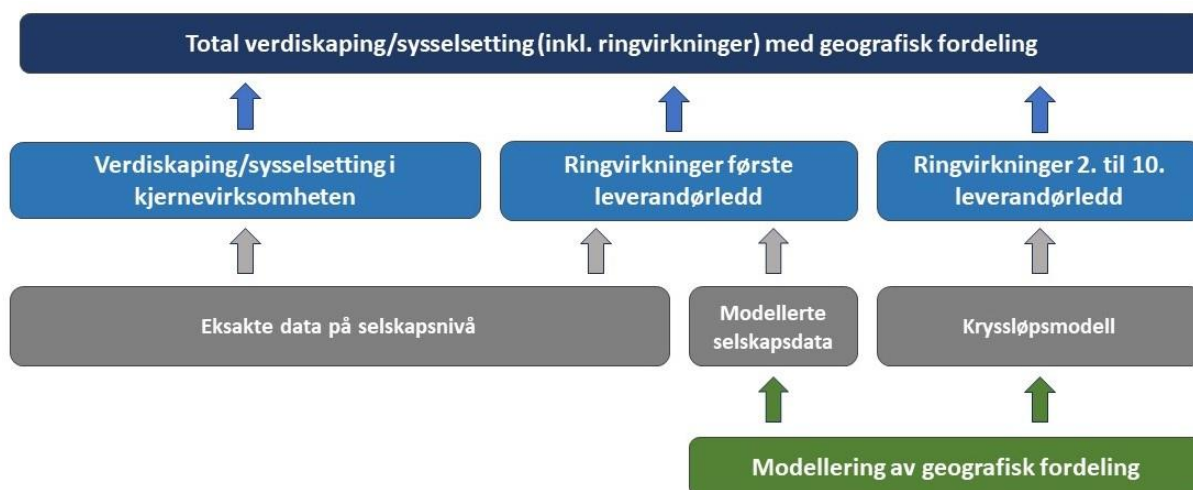 Total verdiskaping/sysselsetting (inkl. ringvirkninger) med geografisk fordeling
Verdiskaping/sysselsetting i
kjernevirksomheten
Ringvirkninger første
leverandørledd
Ringvirkninger 2. til 10.
leverandørledd
Eksakte data på selskapsnivå
Modellerte
selskapsdata
Kryssløpsmodell
Modellering av geografisk fordeling